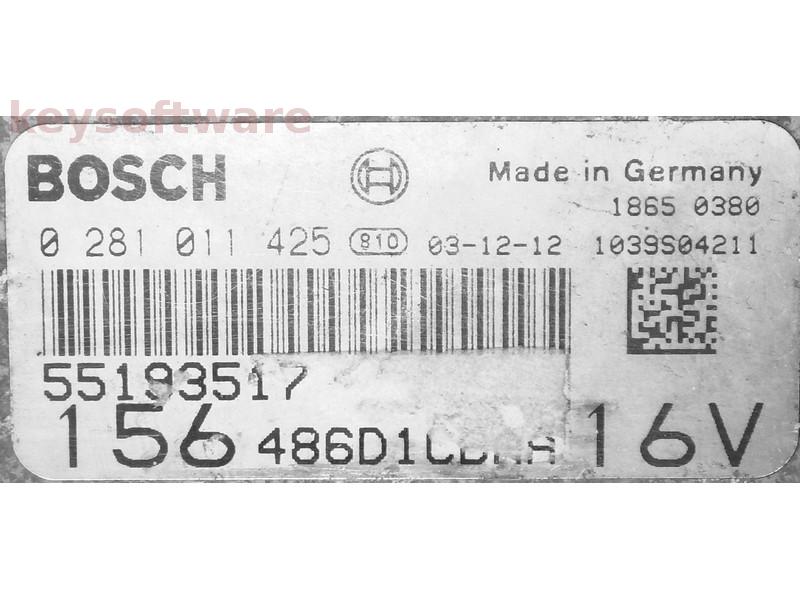 keysoftware
BOSCH Made in Germany
1865 0380
0 281 011 425 810 03-12-12 1039S04211
55193517
156 16V